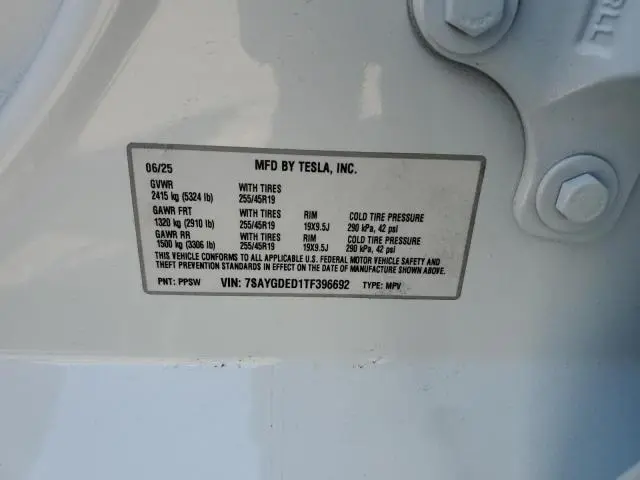 06/25 MFD BY TESLA, INC.
GVWR WITH TIRES
2415 kg (5324 lb) 255/45R19
GAWR FRT WITH TIRES RIM COLD TIRE PRESSURE
1320 kg (2910 lb) 255/45R19 19X9.5J 290 kPa, 42 psi
GAWR RR WITH TIRES RIM COLD TIRE PRESSURE
1500 kg (3306 lb) 255/45R19 19X9.5J 290 kPa, 42 psi
THIS VEHICLE CONFORMS TO ALL APPLICABLE U.S. FEDERAL MOTOR VEHICLE SAFETY AND
THEFT PREVENTION STANDARDS IN EFFECT ON THE DATE OF MANUFACTURE SHOWN ABOVE.
PNT: PPSW VIN: 7SAYGDED1TF396692 TYPE: MPV